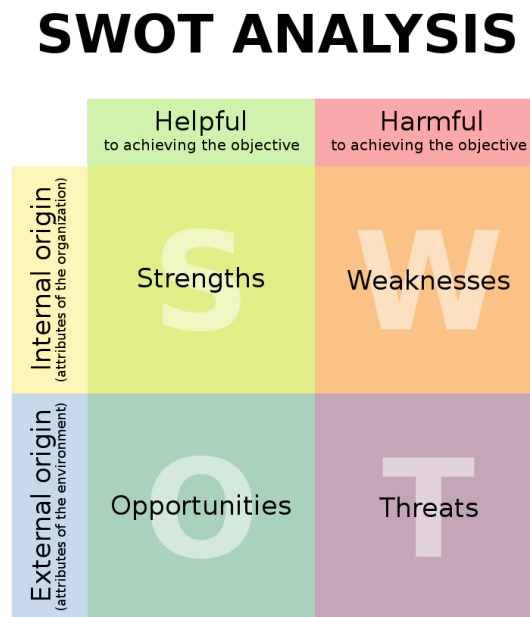 SWOT ANALYSIS
Helpful
to achieving the objective
Harmful
to achieving the objective
Internal origin
(attributes of the organization)
S
Strengths
W
Weaknesses
External origin
(attributes of the environment)
O
Opportunities
T
Threats